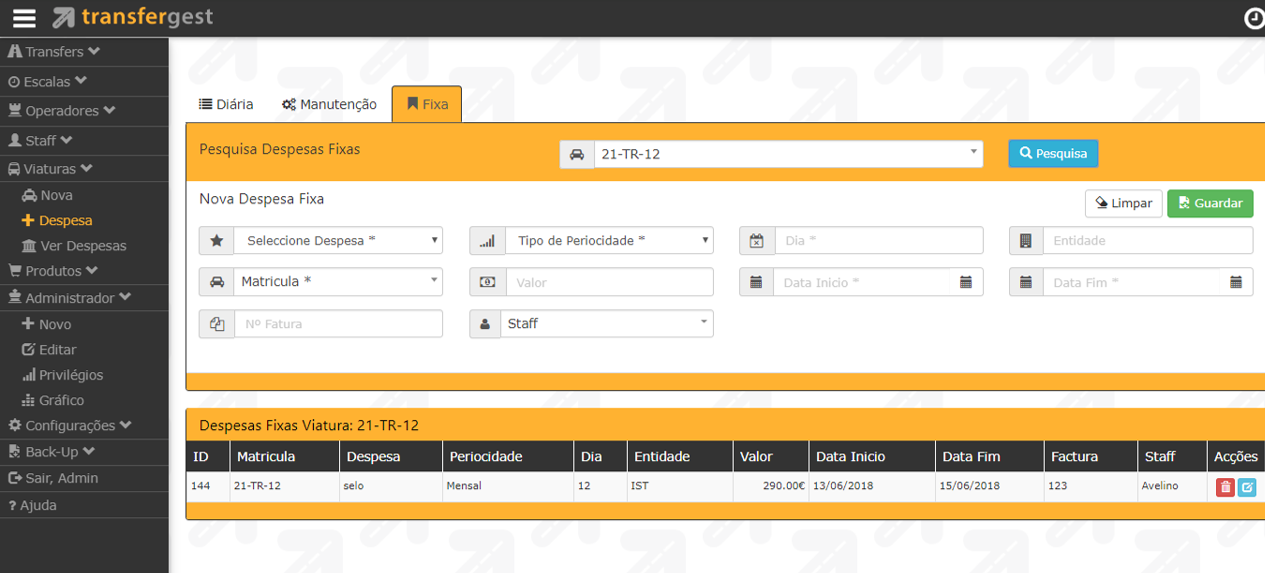 transfergest
Transfers
Escalas
Operadores
Staff
Viaturas
Nova
Despesa
Ver Despesas
Produtos
Administrador
Novo
Editar
Privilégios
Gráfico
Configurações
Back-Up
Sair, Admin
? Ajuda
Diária Manutenção Fixa
Pesquisa Despesas Fixas 21-TR-12 Pesquisa
Nova Despesa Fixa Limpar Guardar
Seleccione Despesa * Tipo de Periocidade * Dia * Entidade
Matricula * Valor Data Inicio * Data Fim *
Nº Fatura Staff
Despesas Fixas Viatura: 21-TR-12
ID Matricula Despesa Periocidade Dia Entidade Valor Data Inicio Data Fim Factura Staff Acções
144 21-TR-12 selo Mensal 12 IST 290.00€ 13/06/2018 15/06/2018 123 Avelino